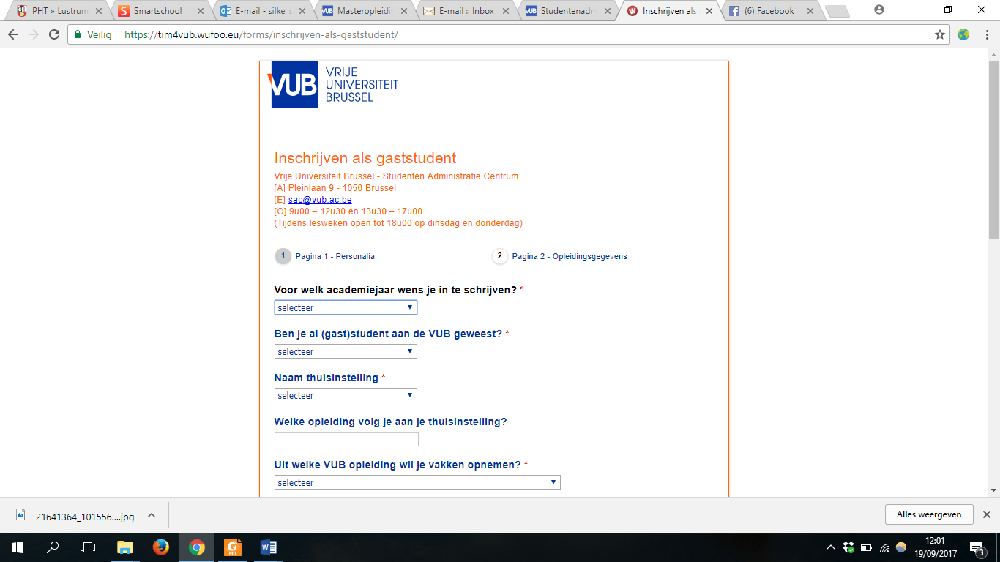 PHT » Lustrum
Smartschool
E-mail - silke_s
Masteropleidin
E-mail :: Inbox
Studentenadm
Inschrijven als
(6) Facebook
Veilig
https://tim4vub.wufoo.eu/forms/inschrijven-als-gaststudent/
VUB
VRIJE
UNIVERSITEIT
BRUSSEL
Inschrijven als gaststudent
Vrije Universiteit Brussel - Studenten Administratie Centrum
[A] Pleinlaan 9 - 1050 Brussel
[E] sac@vub.ac.be
[O] 9u00 – 12u30 en 13u30 – 17u00
(Tijdens lesweken open tot 18u00 op dinsdag en donderdag)
1 Pagina 1 - Personalia
2 Pagina 2 - Opleidingsgegevens
Voor welk academiejaar wens je in te schrijven? *
selecteer
Ben je al (gast)student aan de VUB geweest? *
selecteer
Naam thuisinstelling *
selecteer
Welke opleiding volg je aan je thuisinstelling?
Uit welke VUB opleiding wil je vakken opnemen? *
selecteer
21641364_101556....jpg
Alles weergeven
12:01
19/09/2017
3